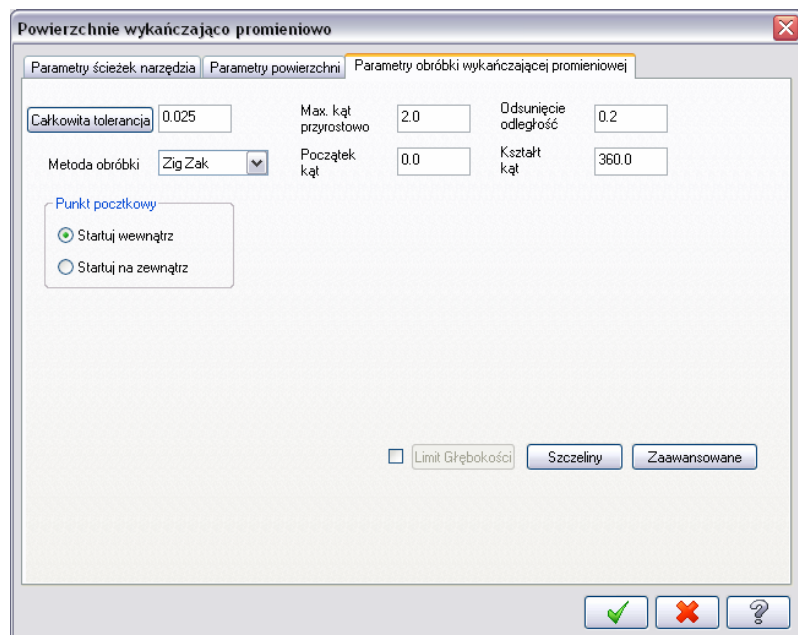 Powierzchnie wykańczająco promieniowo
Parametry ścieżek narzędzia
Parametry powierzchni
Parametry obróbki wykańczającej promieniowej
Całkowita tolerancja
0.025
Max. kąt
przyrostowo
2.0
Odsunięcie
odległość
0.2
Metoda obróbki
Zig Zak
Początek
kąt
0.0
Kształt
kąt
360.0
Punkt pocztkowy
Startuj wewnątrz
Startuj na zewnątrz
Limit Głębokości
Szczeliny
Zaawansowane